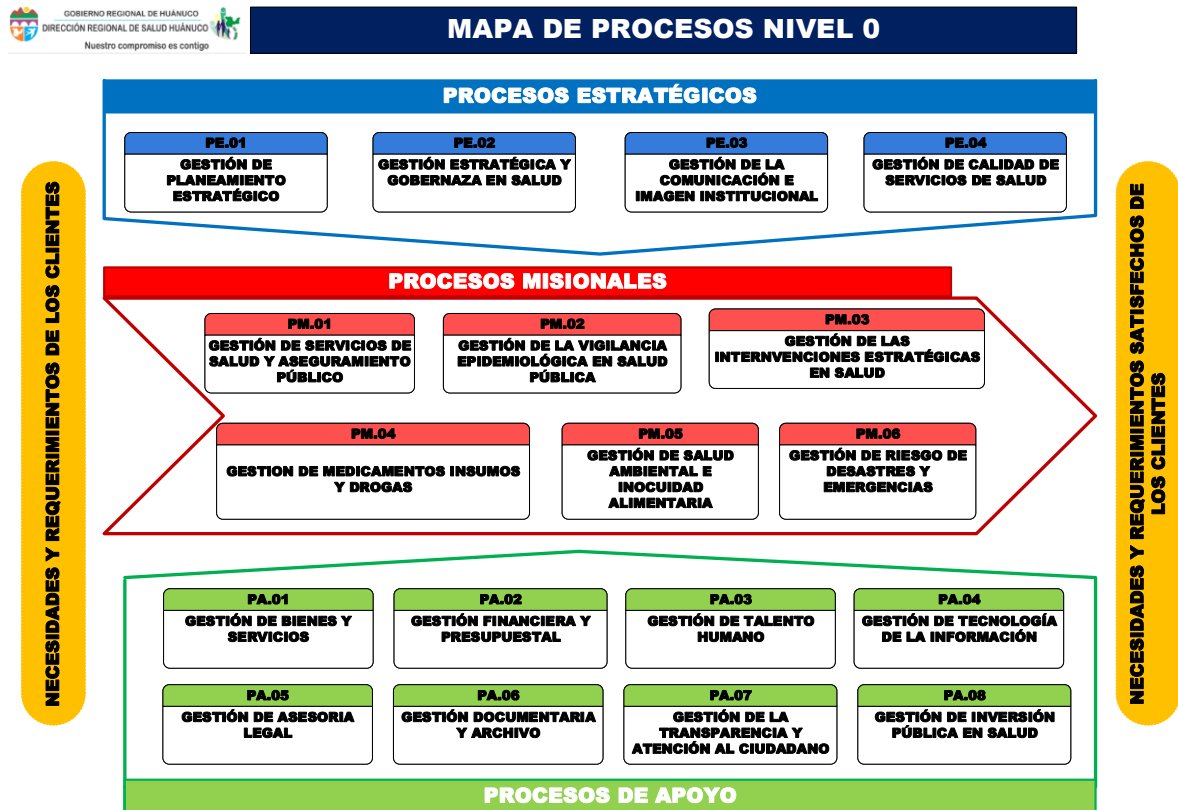 GOBIERNO REGIONAL DE HUÁNUCO
DIRECCIÓN REGIONAL DE SALUD HUÁNUCO
Nuestro compromiso es contigo
MAPA DE PROCESOS NIVEL 0
NECESIDADES Y REQUERIMIENTOS DE LOS CLIENTES
PROCESOS ESTRATÉGICOS
PE.01
GESTIÓN DE
PLANEAMIENTO
ESTRATÉGICO
PE.02
GESTIÓN ESTRATÉGICA Y
GOBERNAZA EN SALUD
PE.03
GESTIÓN DE LA
COMUNICACIÓN E
IMAGEN INSTITUCIONAL
PE.04
GESTIÓN DE CALIDAD DE
SERVICIOS DE SALUD
PROCESOS MISIONALES
PM.01
GESTIÓN DE SERVICIOS DE
SALUD Y ASEGURAMIENTO
PÚBLICO
PM.02
GESTIÓN DE LA VIGILANCIA
EPIDEMIOLÓGICA EN SALUD
PÚBLICA
PM.03
GESTIÓN DE LAS
INTERNVENCIONES ESTRATÉGICAS
EN SALUD
PM.04
GESTION DE MEDICAMENTOS INSUMOS
Y DROGAS
PM.05
GESTIÓN DE SALUD
AMBIENTAL E
INOCUIDAD
ALIMENTARIA
PM.06
GESTIÓN DE RIESGO DE
DESASTRES Y
EMERGENCIAS
PA.01
GESTIÓN DE BIENES Y
SERVICIOS
PA.02
GESTIÓN FINANCIERA Y
PRESUPUESTAL
PA.03
GESTIÓN DE TALENTO
HUMANO
PA.04
GESTIÓN DE TECNOLOGÍA
DE LA INFORMACIÓN
PA.05
GESTIÓN DE ASESORIA
LEGAL
PA.06
GESTIÓN DOCUMENTARIA
Y ARCHIVO
PA.07
GESTIÓN DE LA
TRANSPARENCIA Y
ATENCIÓN AL CIUDADANO
PA.08
GESTIÓN DE INVERSIÓN
PÚBLICA EN SALUD
PROCESOS DE APOYO
NECESIDADES Y REQUERIMIENTOS SATISFECHOS DE
LOS CLIENTES